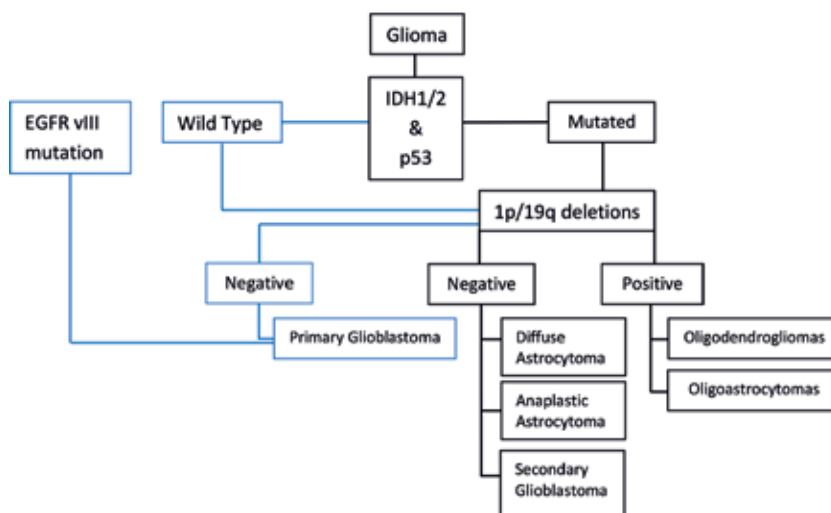 Glioma
IDH1/2
&
p53
EGFR vIII
mutation
Wild Type
Mutated
1p/19q deletions
Negative
Negative
Positive
Primary Glioblastoma
Diffuse
Astrocytoma
Oligodendrogliomas
Anaplastic
Astrocytoma
Oligoastrocytomas
Secondary
Glioblastoma